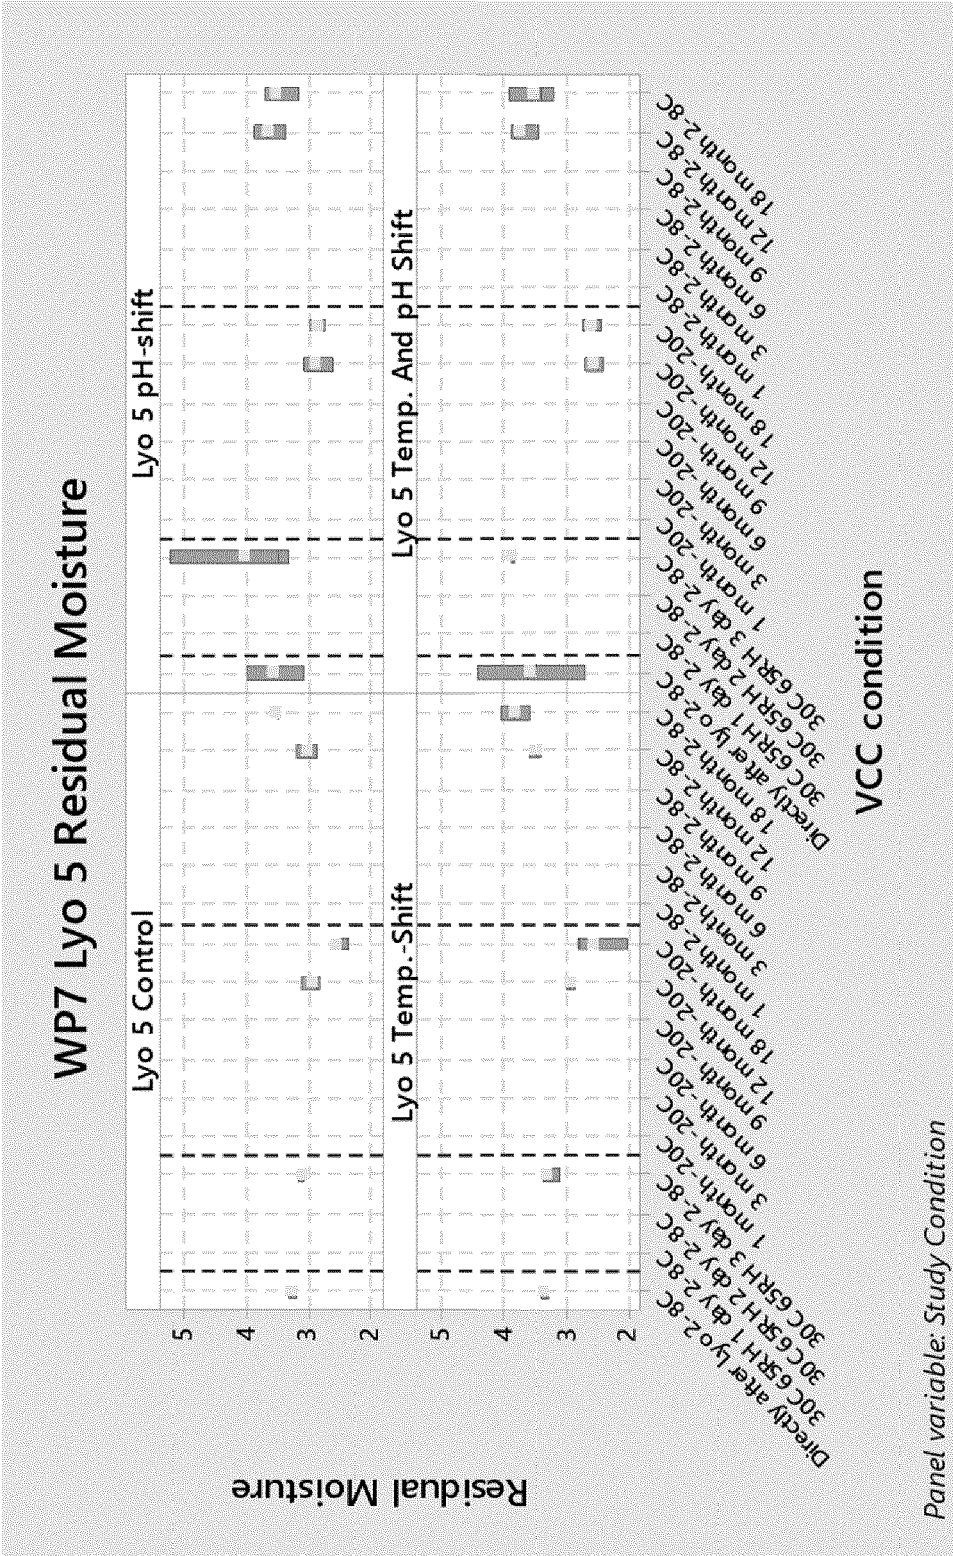 WP7 Lyo 5 Residual Moisture
Lyo 5 Control
Lyo 5 pH-shift
5
4
3
2
Lyo 5 Temp.-Shift
Lyo 5 Temp. And pH Shift
5
4
3
2
Residual Moisture
Directly after Lyo 2-8C
30C 65RH 1 day 2-8C
30C 65RH 2 day 2-8C
30C 65RH 3 day 2-8C
1 month -20C
3 month -20C
6 month -20C
9 month -20C
12 month -20C
18 month -20C
1 month 2-8C
3 month 2-8C
6 month 2-8C
9 month 2-8C
12 month 2-8C
18 month 2-8C
Directly after Lyo 2-8C
30C 65RH 1 day 2-8C
30C 65RH 2 day 2-8C
30C 65RH 3 day 2-8C
1 month -20C
3 month -20C
6 month -20C
9 month -20C
12 month -20C
18 month -20C
1 month 2-8C
3 month 2-8C
6 month 2-8C
9 month 2-8C
12 month 2-8C
18 month 2-8C
VCC condition
Panel variable: Study Condition